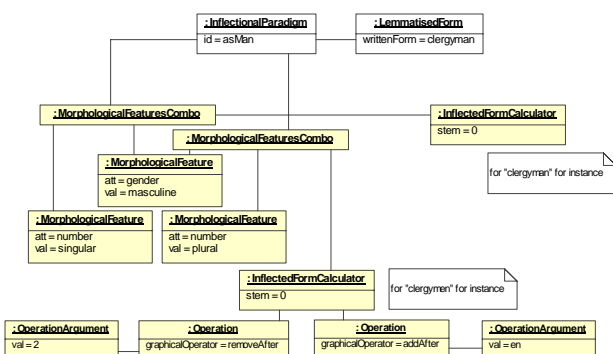 : InflectionalParadigm
id = asMan
: LemmatisedForm
writtenForm = clergyman
: MorphologicalFeaturesCombo
: InflectedFormCalculator
stem = 0
: MorphologicalFeaturesCombo
for "clergyman" for instance
: MorphologicalFeature
att = gender
val = masculine
: MorphologicalFeature
att = number
val = singular
: MorphologicalFeature
att = number
val = plural
: InflectedFormCalculator
stem = 0
for "clergymen" for instance
: OperationArgument
val = 2
: Operation
graphicalOperator = removeAfter
: Operation
graphicalOperator = addAfter
: OperationArgument
val = en